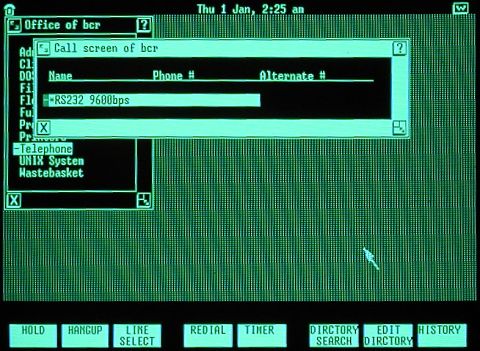 Thu 1 Jan, 2:25 am
W
Office of bcr ?
Call screen of bcr ?
Name Phone # Alternate #
*RS232 9600bps
X
Ad
Cl
DOS
Fi
Fl
Fu
Pr
Printers
Telephone
UNIX System
Wastebasket
X
HOLD HANGUP LINE SELECT REDIAL TIMER DIRCTORY SEARCH EDIT DIRCTORY HISTORY